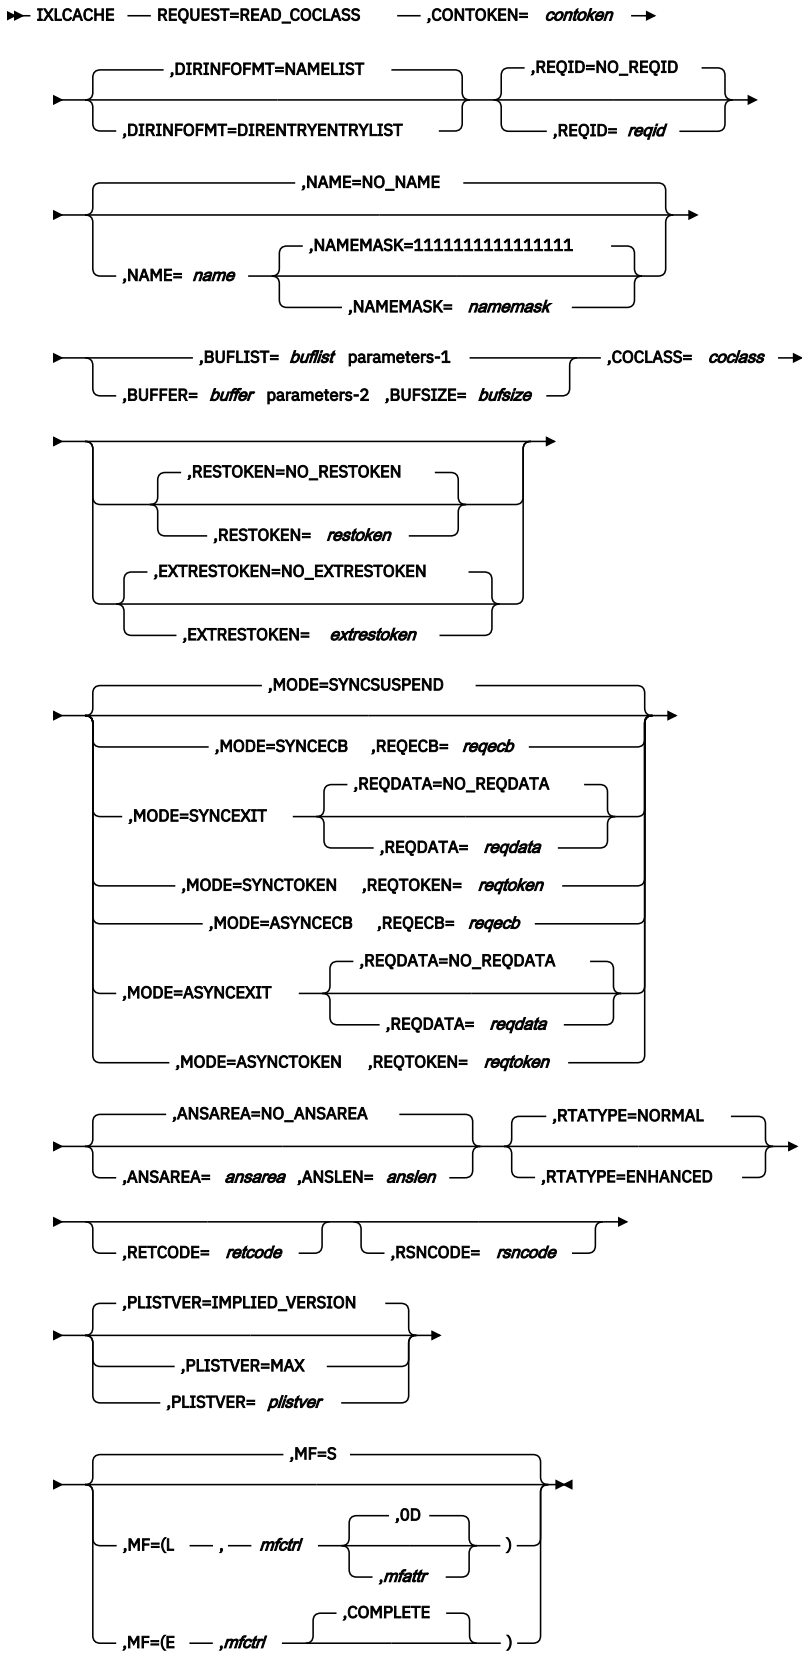 IXLCACHE REQUEST=READ_COCLASS ,CONTOKEN= contoken
,DIRINFOFMT=NAMELIST ,REQID=NO_REQID
,DIRINFOFMT=DIRENTRYENTRYLIST ,REQID= reqid
,NAME=NO_NAME
,NAMEMASK=1111111111111111
,NAME= name
,NAMEMASK= namemask
,BUFLIST= buflist parameters-1 ,COCLASS= coclass
,BUFFER= buffer parameters-2 ,BUFSIZE= bufsize
,RESTOKEN=NO_RESTOKEN
,RESTOKEN= restoken
,EXTRESTOKEN=NO_EXTRESTOKEN
,EXTRESTOKEN= extrestoken
,MODE=SYNCSUSPEND
,MODE=SYNCECB ,REQECB= reqecb
,REQDATA=NO_REQDATA
,MODE=SYNCEXIT
,REQDATA= reqdata
,MODE=SYNCTOKEN ,REQTOKEN= reqtoken
,MODE=ASYNCECB ,REQECB= reqecb
,REQDATA=NO_REQDATA
,MODE=ASYNCEXIT
,REQDATA= reqdata
,MODE=ASYNCTOKEN ,REQTOKEN= reqtoken
,ANSAREA=NO_ANSAREA ,RTATYPE=NORMAL
,ANSAREA= ansarea ,ANSLEN= anslen ,RTATYPE=ENHANCED
,RETCODE= retcode ,RSNCODE= rsncode
,PLISTVER=IMPLIED_VERSION
,PLISTVER=MAX
,PLISTVER= plistver
,MF=S
,0D
,MF=(L , mfctrl )
,mfattr
,COMPLETE
,MF=(E ,mfctrl )